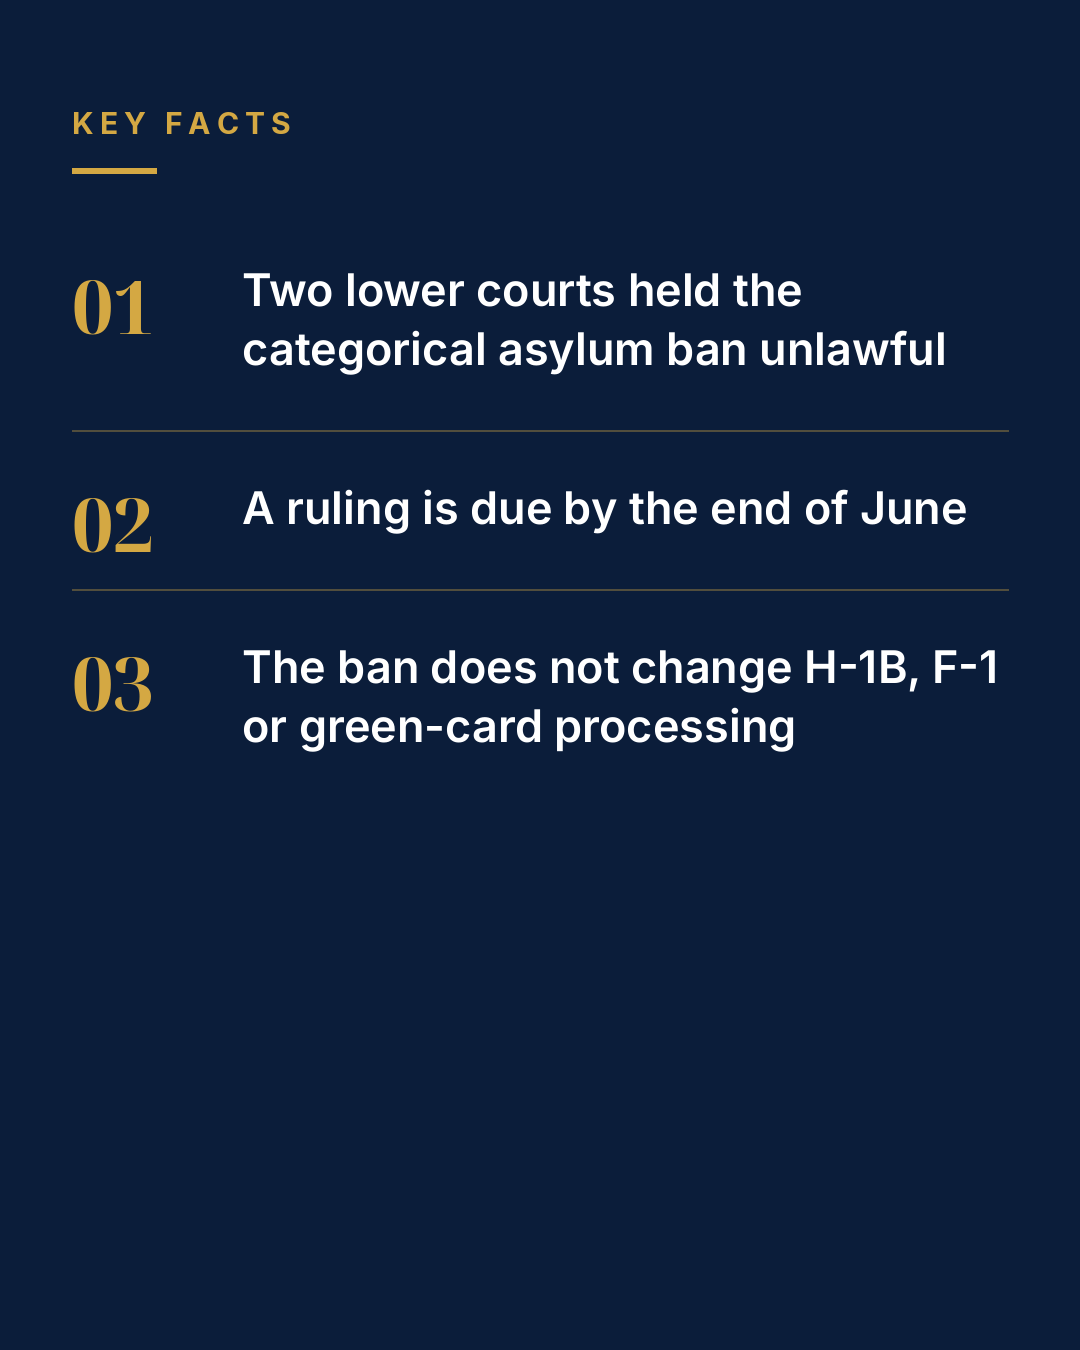 KEY FACTS
01
Two lower courts held the
categorical asylum ban unlawful
02
A ruling is due by the end of June
03
The ban does not change H-1B, F-1
or green-card processing